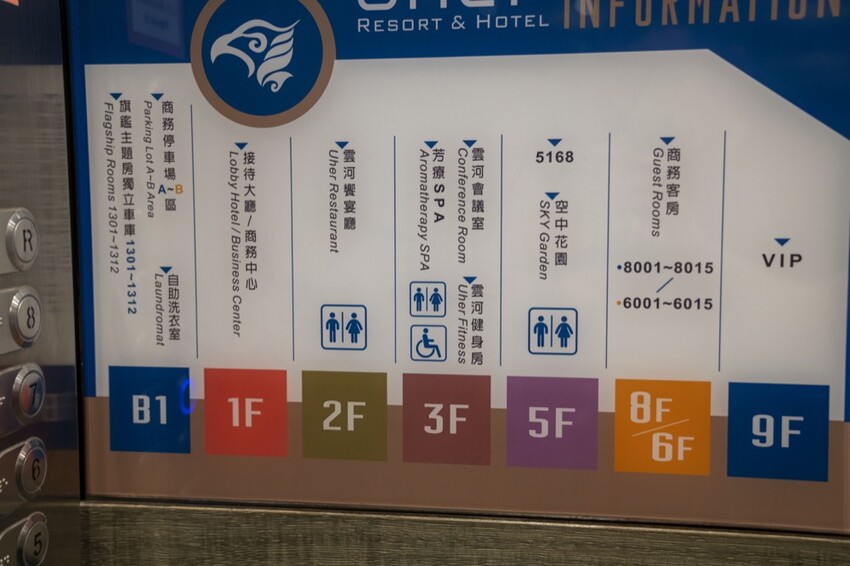 RESORT & HOTEL
INFORMATION
商務停車場A~B區
Parking Lot A~B Area
旗鑑主題房獨立車庫1301~1312
Flagship Rooms 1301~1312
自助洗衣室
Laundromat
B1
接待大廳/商務中心
Lobby Hotel / Business Center
1F
雲河饗宴廳
Uher Restaurant
2F
雲河會議室
Conference Room
芳療SPA
Aromatherapy SPA
雲河健身房
Uher Fitness
3F
5168
空中花園
SKY Garden
5F
商務客房
Guest Rooms
•8001~8015
/
•6001~6015
8F/6F
VIP
9F
R
8
7
6
5